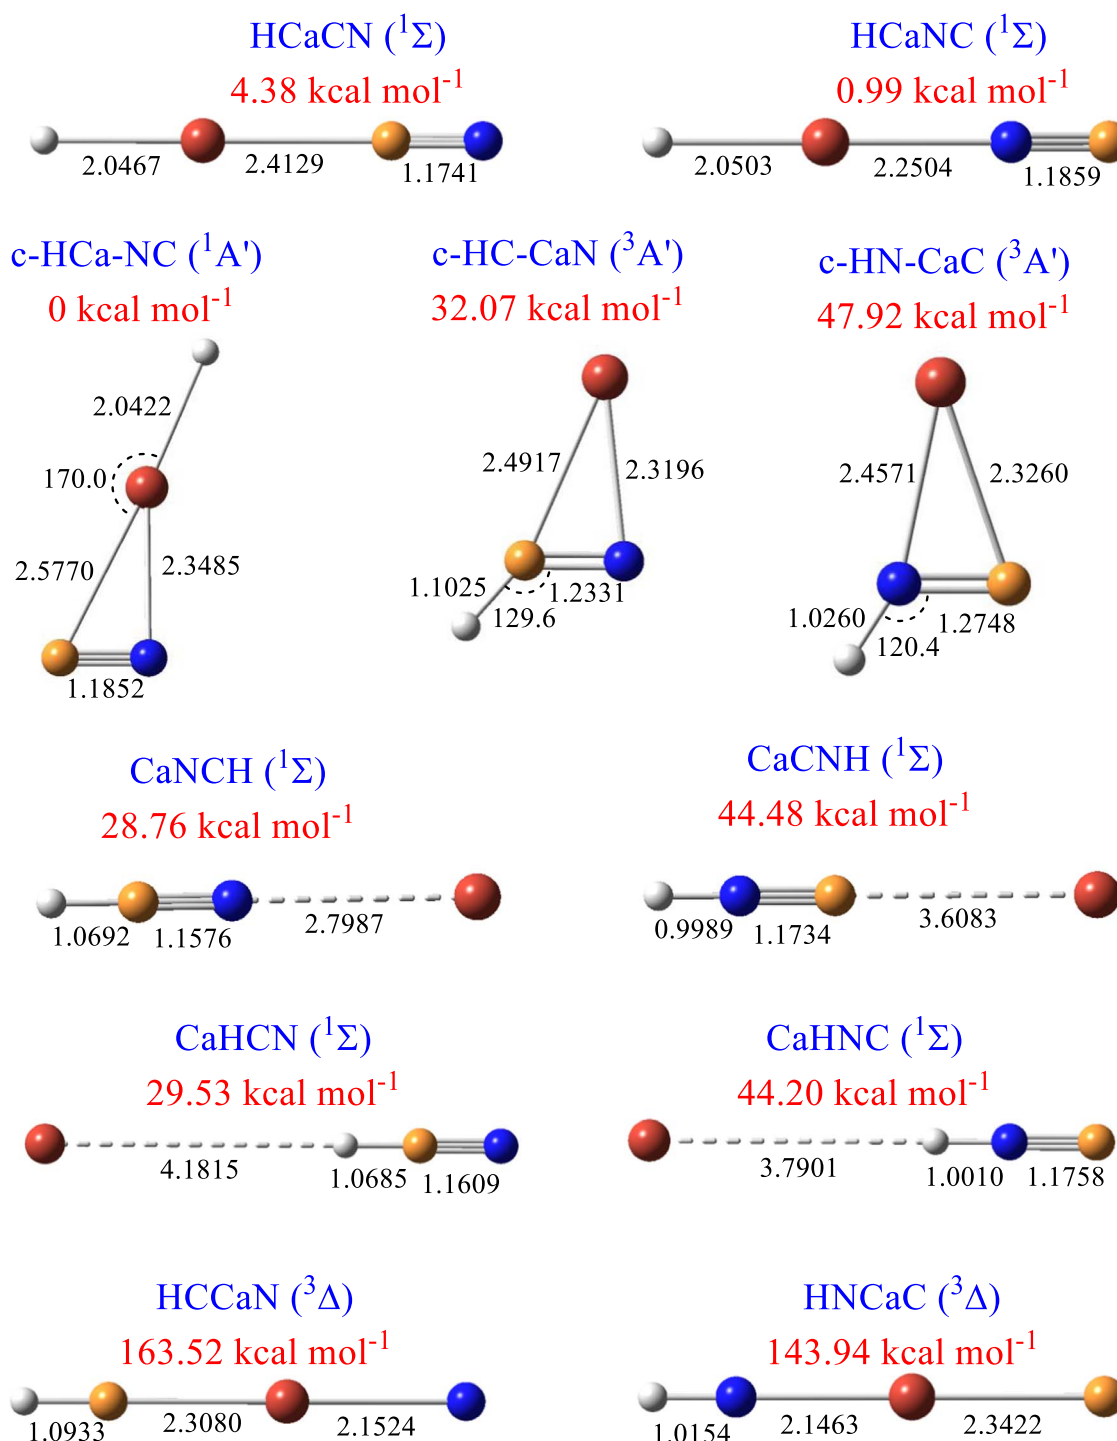 HCaCN (¹Σ)
4.38 kcal mol⁻¹
2.0467
2.4129
1.1741
HCaNC (¹Σ)
0.99 kcal mol⁻¹
2.0503
2.2504
1.1859
c-HCa-NC (¹A')
0 kcal mol⁻¹
2.0422
170.0
2.5770
2.3485
1.1852
c-HC-CaN (³A')
32.07 kcal mol⁻¹
2.4917
2.3196
1.1025
1.2331
129.6
c-HN-CaC (³A')
47.92 kcal mol⁻¹
2.4571
2.3260
1.0260
1.2748
120.4
CaNCH (¹Σ)
28.76 kcal mol⁻¹
1.0692
1.1576
2.7987
CaCNH (¹Σ)
44.48 kcal mol⁻¹
0.9989
1.1734
3.6083
CaHCN (¹Σ)
29.53 kcal mol⁻¹
4.1815
1.0685
1.1609
CaHNC (¹Σ)
44.20 kcal mol⁻¹
3.7901
1.0010
1.1758
HCCaN (³Δ)
163.52 kcal mol⁻¹
1.0933
2.3080
2.1524
HNCaC (³Δ)
143.94 kcal mol⁻¹
1.0154
2.1463
2.3422